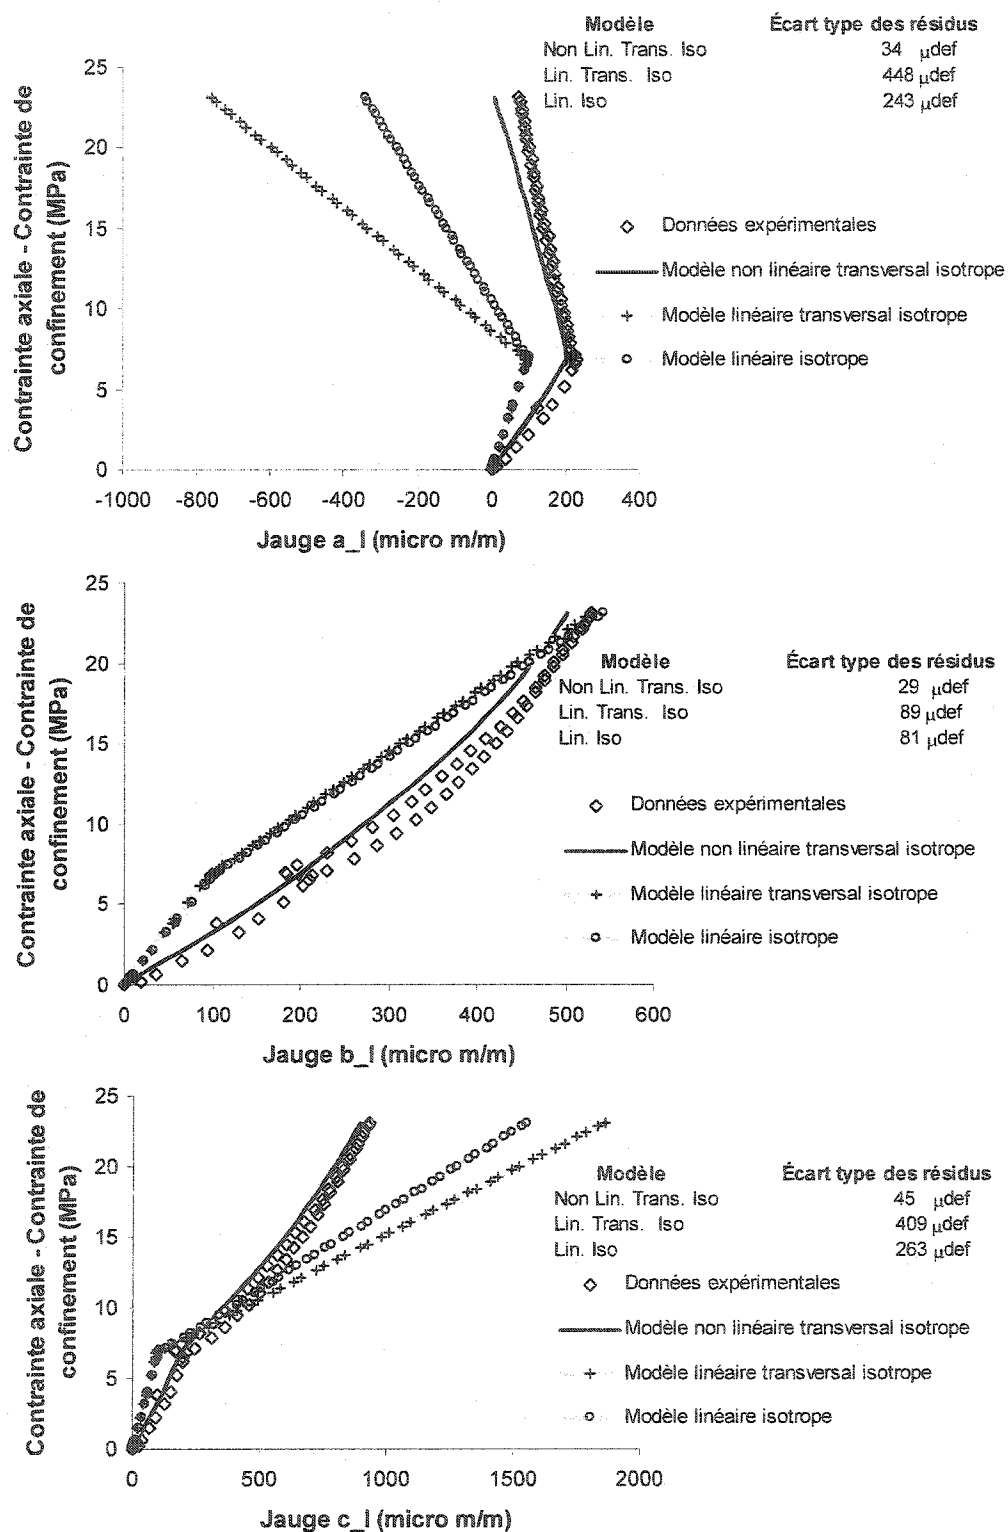 Modèle Écart type des résidus
Non Lin. Trans. Iso 34 μdef
Lin. Trans. Iso 448 μdef
Lin. Iso 243 μdef
Contrainte axiale - Contrainte de
confinement (MPa)
25
20
15
10
5
0
-1000 -800 -600 -400 -200 0 200 400
Jauge a_l (micro m/m)
Données expérimentales
Modèle non linéaire transversal isotrope
Modèle linéaire transversal isotrope
Modèle linéaire isotrope
Contrainte axiale - Contrainte de
confinement (MPa)
25
20
15
10
5
0
0 100 200 300 400 500 600
Jauge b_l (micro m/m)
Modèle Écart type des résidus
Non Lin. Trans. Iso 29 μdef
Lin. Trans. Iso 89 μdef
Lin. Iso 81 μdef
Données expérimentales
Modèle non linéaire transversal isotrope
Modèle linéaire transversal isotrope
Modèle linéaire isotrope
Contrainte axiale - Contrainte de
confinement (MPa)
25
20
15
10
5
0
0 500 1000 1500 2000
Jauge c_l (micro m/m)
Modèle Écart type des résidus
Non Lin. Trans. Iso 45 μdef
Lin. Trans. Iso 409 μdef
Lin. Iso 263 μdef
Données expérimentales
Modèle non linéaire transversal isotrope
Modèle linéaire transversal isotrope
Modèle linéaire isotrope